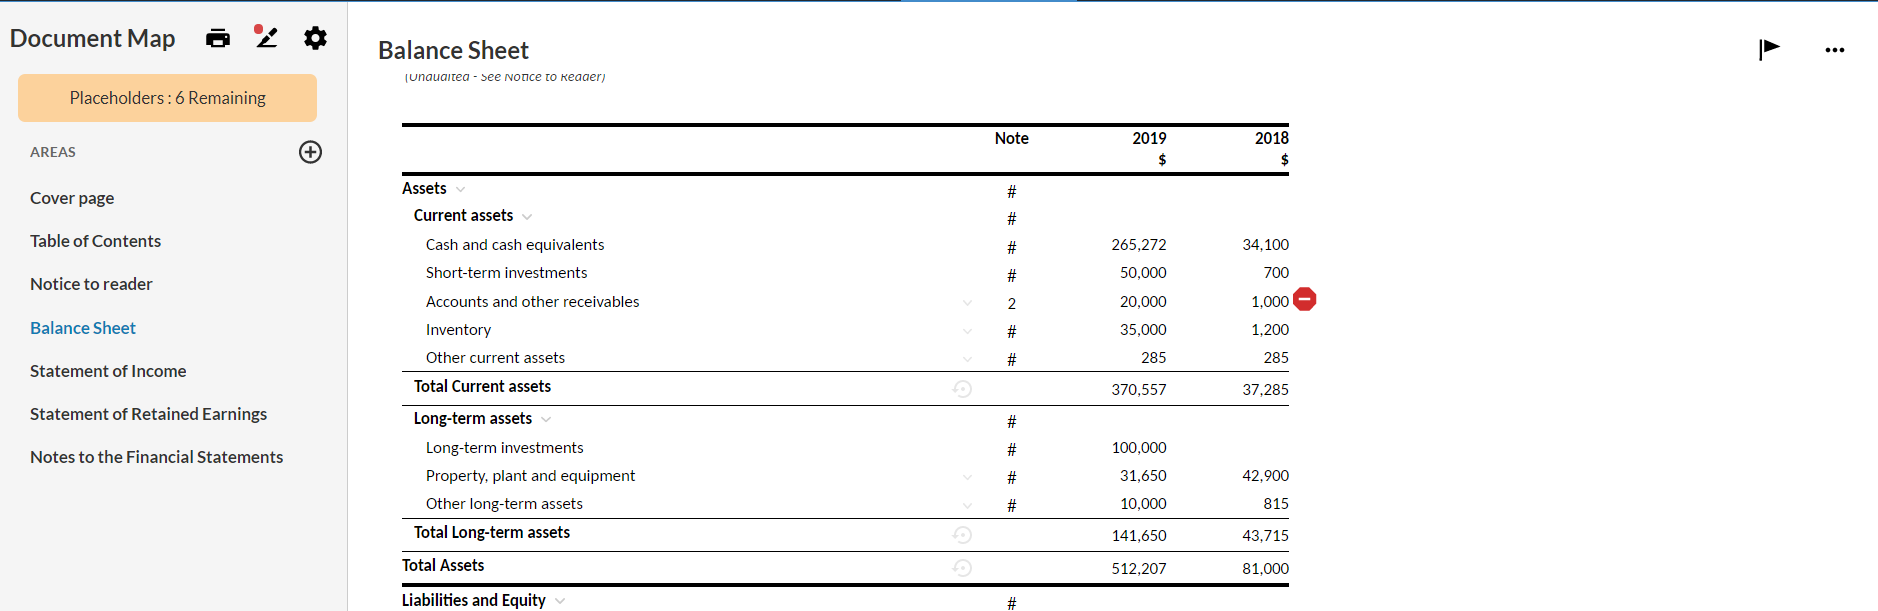 Document Map
Placeholders : 6 Remaining
AREAS
Cover page
Table of Contents
Notice to reader
Balance Sheet
Statement of Income
Statement of Retained Earnings
Notes to the Financial Statements
Balance Sheet
(Unaudited - See Notice to Reader)
Note 2019 2018
$ $
Assets #
Current assets #
Cash and cash equivalents # 265,272 34,100
Short-term investments # 50,000 700
Accounts and other receivables 2 20,000 1,000
Inventory # 35,000 1,200
Other current assets # 285 285
Total Current assets 370,557 37,285
Long-term assets #
Long-term investments # 100,000
Property, plant and equipment # 31,650 42,900
Other long-term assets # 10,000 815
Total Long-term assets 141,650 43,715
Total Assets 512,207 81,000
Liabilities and Equity #